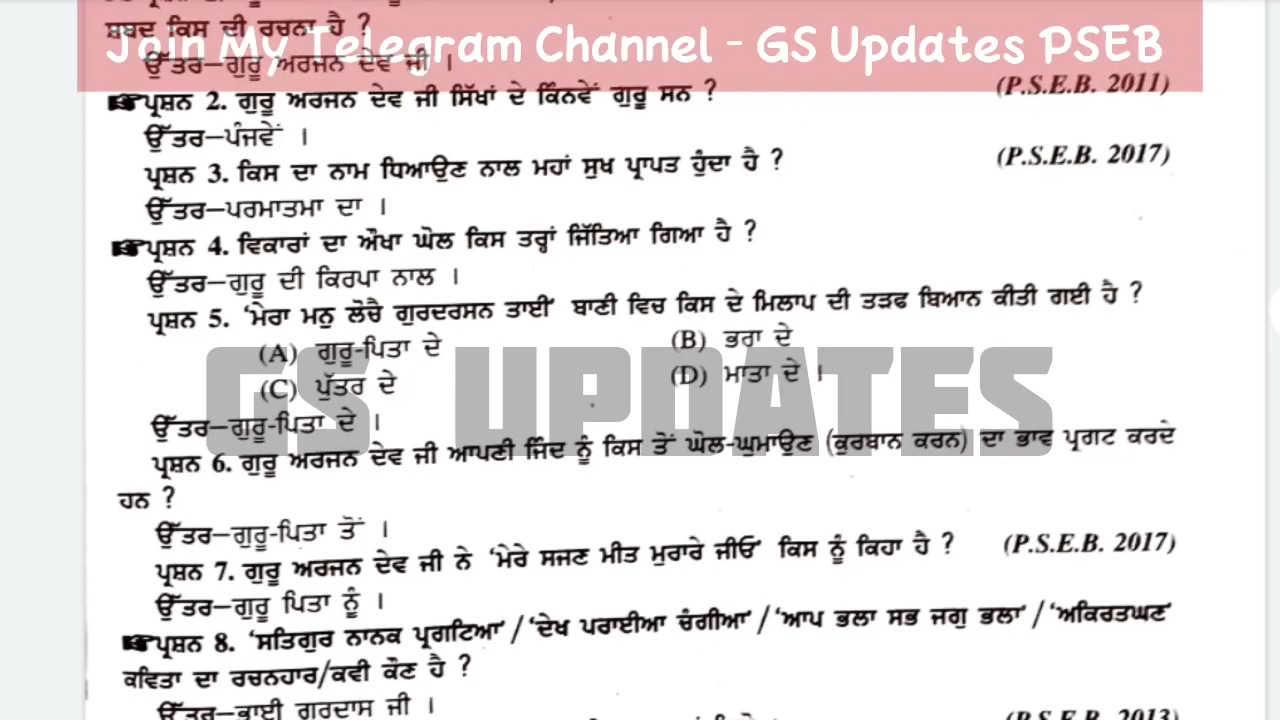 ਸ਼ਬਦ ਕਿਸ ਦੀ ਰਚਨਾ ਹੈ ?
Join My Telegram Channel - GS Updates PSEB
ਉੱਤਰ—ਗੁਰੂ ਅਰਜਨ ਦੇਵ ਜੀ ।
(P.S.E.B. 2011)
ਪ੍ਰਸ਼ਨ 2. ਗੁਰੂ ਅਰਜਨ ਦੇਵ ਜੀ ਸਿੱਖਾਂ ਦੇ ਕਿੰਨਵੇਂ ਗੁਰੂ ਸਨ ?
ਉੱਤਰ—ਪੰਜਵੇਂ ।
ਪ੍ਰਸ਼ਨ 3. ਕਿਸ ਦਾ ਨਾਮ ਧਿਆਉਣ ਨਾਲ ਮਹਾਂ ਸੁਖ ਪ੍ਰਾਪਤ ਹੁੰਦਾ ਹੈ ? (P.S.E.B. 2017)
ਉੱਤਰ—ਪਰਮਾਤਮਾ ਦਾ ।
ਪ੍ਰਸ਼ਨ 4. ਵਿਕਾਰਾਂ ਦਾ ਔਖਾ ਘੋਲ ਕਿਸ ਤਰ੍ਹਾਂ ਜਿੱਤਿਆ ਗਿਆ ਹੈ ?
ਉੱਤਰ—ਗੁਰੂ ਦੀ ਕਿਰਪਾ ਨਾਲ ।
ਪ੍ਰਸ਼ਨ 5. ‘ਮੇਰਾ ਮਨੁ ਲੋਚੈ ਗੁਰਦਰਸਨ ਤਾਈ’ ਬਾਣੀ ਵਿਚ ਕਿਸ ਦੇ ਮਿਲਾਪ ਦੀ ਤੜਫ ਬਿਆਨ ਕੀਤੀ ਗਈ ਹੈ ?
(A) ਗੁਰੂ-ਪਿਤਾ ਦੇ (B) ਭਰਾ ਦੇ
(C) ਪੁੱਤਰ ਦੇ (D) ਮਾਤਾ ਦੇ ।
GS UPDATES
ਉੱਤਰ—ਗੁਰੂ-ਪਿਤਾ ਦੇ ।
ਪ੍ਰਸ਼ਨ 6. ਗੁਰੂ ਅਰਜਨ ਦੇਵ ਜੀ ਆਪਣੀ ਜਿੰਦ ਨੂੰ ਕਿਸ ਤੋਂ ਘੋਲ-ਘੁਮਾਉਣ (ਕੁਰਬਾਨ ਕਰਨ) ਦਾ ਭਾਵ ਪ੍ਰਗਟ ਕਰਦੇ
ਹਨ ?
ਉੱਤਰ—ਗੁਰੂ-ਪਿਤਾ ਤੋਂ ।
ਪ੍ਰਸ਼ਨ 7. ਗੁਰੂ ਅਰਜਨ ਦੇਵ ਜੀ ਨੇ ‘ਮੇਰੇ ਸਜਣ ਮੀਤ ਮੁਰਾਰੇ ਜੀਓ’ ਕਿਸ ਨੂੰ ਕਿਹਾ ਹੈ ? (P.S.E.B. 2017)
ਉੱਤਰ—ਗੁਰੂ ਪਿਤਾ ਨੂੰ ।
ਪ੍ਰਸ਼ਨ 8. ‘ਸਤਿਗੁਰ ਨਾਨਕ ਪ੍ਰਗਟਿਆ’ / ‘ਦੇਖ ਪਰਾਈਆ ਚੰਗੀਆ’ / ‘ਆਪ ਭਲਾ ਸਭ ਜਗੁ ਭਲਾ’ / ‘ਅਕਿਰਤਘਣ’
ਕਵਿਤਾ ਦਾ ਰਚਨਹਾਰ/ਕਵੀ ਕੌਣ ਹੈ ?
ਉੱਤਰ—ਭਾਈ ਗੁਰਦਾਸ ਜੀ ।
(P.S.E.B. 2013)